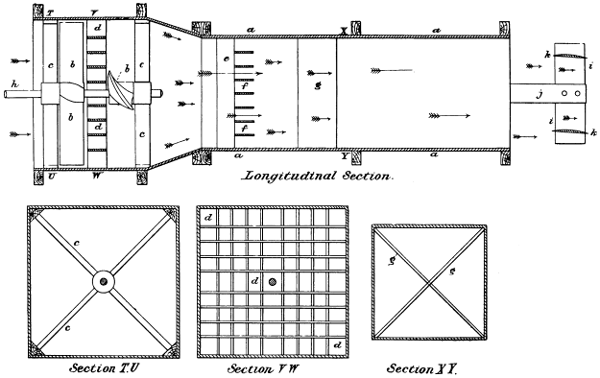 T V a X a
d
h c b b c e f g k i
j
b d c f i k
U W a Y a
Longitudinal Section.
c
c
d
d
d
g g
Section T.U
Section V W
Section X Y.